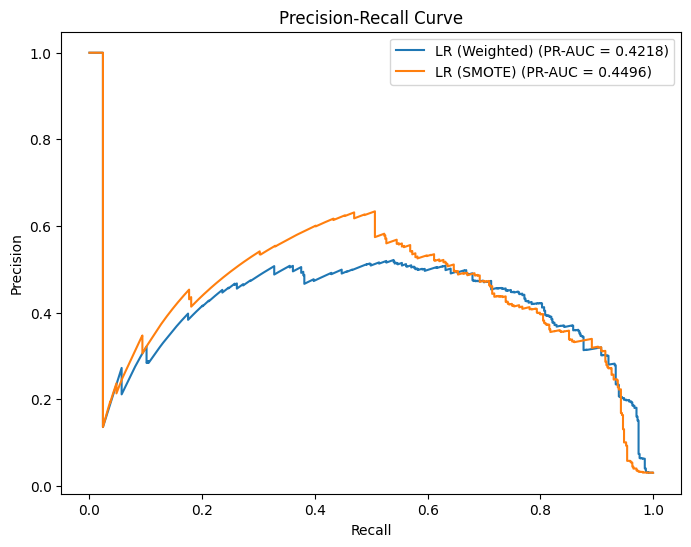 Precision-Recall Curve
LR (Weighted) (PR-AUC = 0.4218)
LR (SMOTE) (PR-AUC = 0.4496)
1.0
0.8
0.6
0.4
0.2
0.0
Precision
0.0 0.2 0.4 0.6 0.8 1.0
Recall